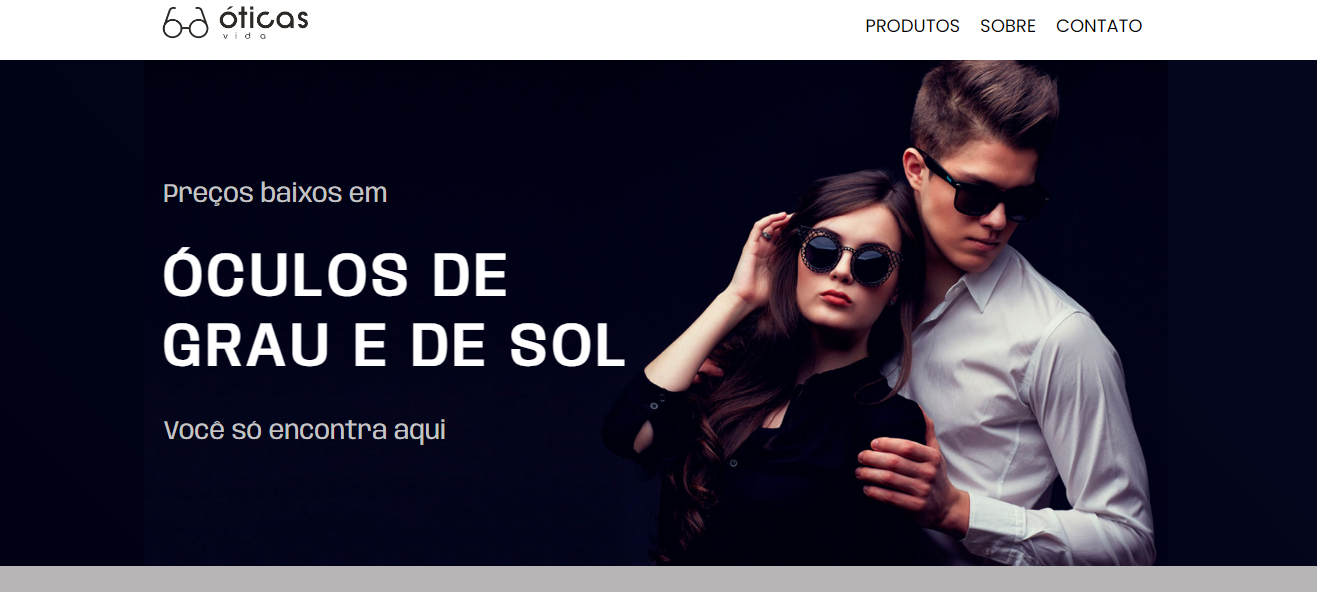 óticas
vida
PRODUTOS SOBRE CONTATO
Preços baixos em
ÓCULOS DE
GRAU E DE SOL
Você só encontra aqui